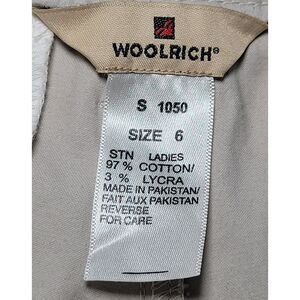 WOOLRICH®
S 1050
SIZE 6
STN LADIES
97 % COTTON/
3 % LYCRA
MADE IN PAKISTAN/
FAIT AUX PAKISTAN
REVERSE
FOR CARE